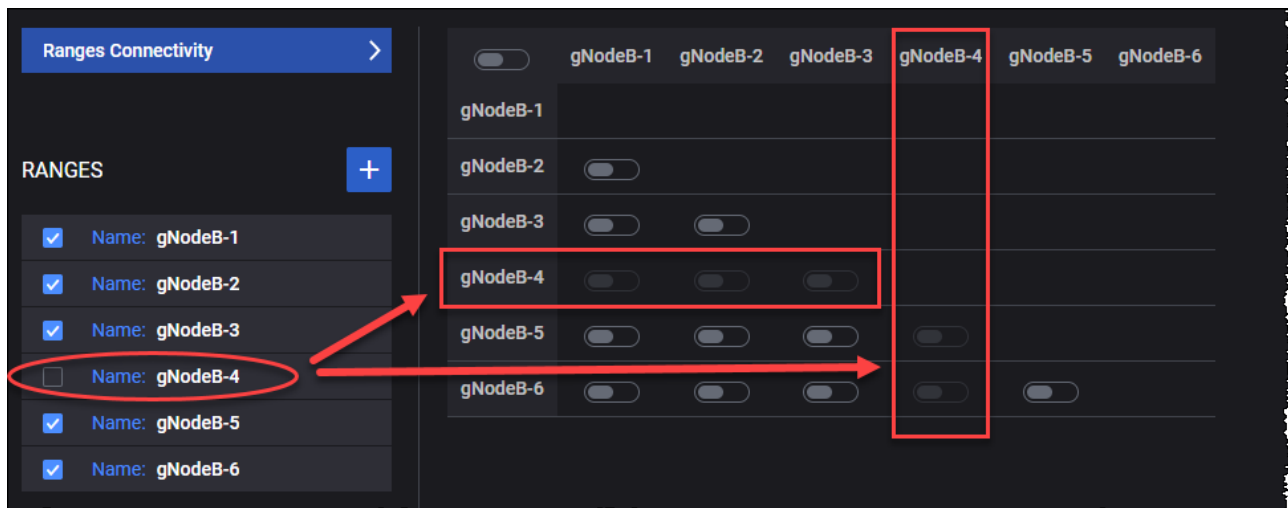 Ranges Connectivity
RANGES
Name: gNodeB-1
Name: gNodeB-2
Name: gNodeB-3
Name: gNodeB-4
Name: gNodeB-5
Name: gNodeB-6
gNodeB-1 gNodeB-2 gNodeB-3 gNodeB-4 gNodeB-5 gNodeB-6
gNodeB-1
gNodeB-2
gNodeB-3
gNodeB-4
gNodeB-5
gNodeB-6